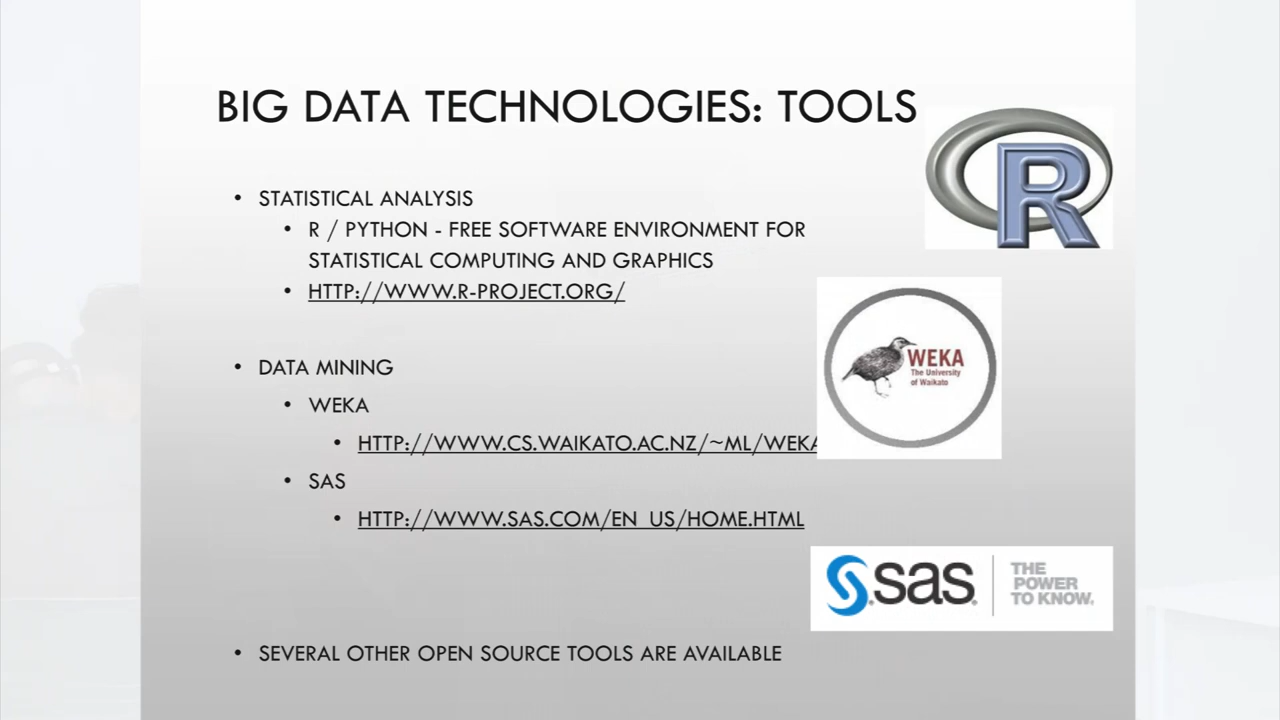 BIG DATA TECHNOLOGIES: TOOLS
• STATISTICAL ANALYSIS
• R / PYTHON - FREE SOFTWARE ENVIRONMENT FOR
STATISTICAL COMPUTING AND GRAPHICS
• HTTP://WWW.R-PROJECT.ORG/
• DATA MINING
• WEKA
• HTTP://WWW.CS.WAIKATO.AC.NZ/~ML/WEKA
• SAS
• HTTP://WWW.SAS.COM/EN_US/HOME.HTML
• SEVERAL OTHER OPEN SOURCE TOOLS ARE AVAILABLE
R
WEKA
The University
of Waikato
sas
THE
POWER
TO KNOW.